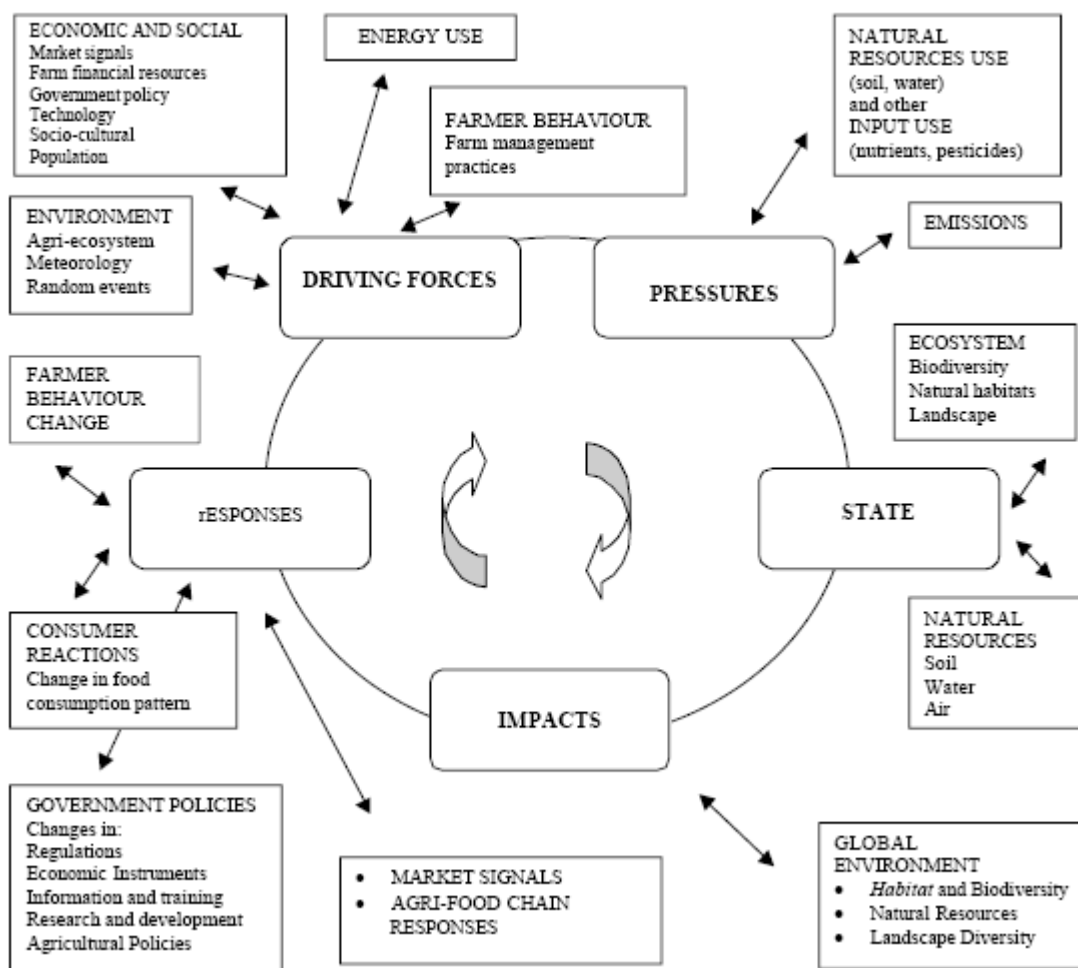 ECONOMIC AND SOCIAL
Market signals
Farm financial resources
Government policy
Technology
Socio-cultural
Population
ENERGY USE
FARMER BEHAVIOUR
Farm management
practices
NATURAL
RESOURCES USE
(soil, water)
and other
INPUT USE
(nutrients, pesticides)
ENVIRONMENT
Agri-ecosystem
Meteorology
Random events
EMISSIONS
DRIVING FORCES
PRESSURES
FARMER
BEHAVIOUR
CHANGE
ECOSYSTEM
Biodiversity
Natural habitats
Landscape
rESPONSES
STATE
CONSUMER
REACTIONS
Change in food
consumption pattern
NATURAL
RESOURCES
Soil
Water
Air
IMPACTS
GOVERNMENT POLICIES
Changes in:
Regulations
Economic Instruments
Information and training
Research and development
Agricultural Policies
• MARKET SIGNALS
• AGRI-FOOD CHAIN
RESPONSES
GLOBAL
ENVIRONMENT
• Habitat and Biodiversity
• Natural Resources
• Landscape Diversity